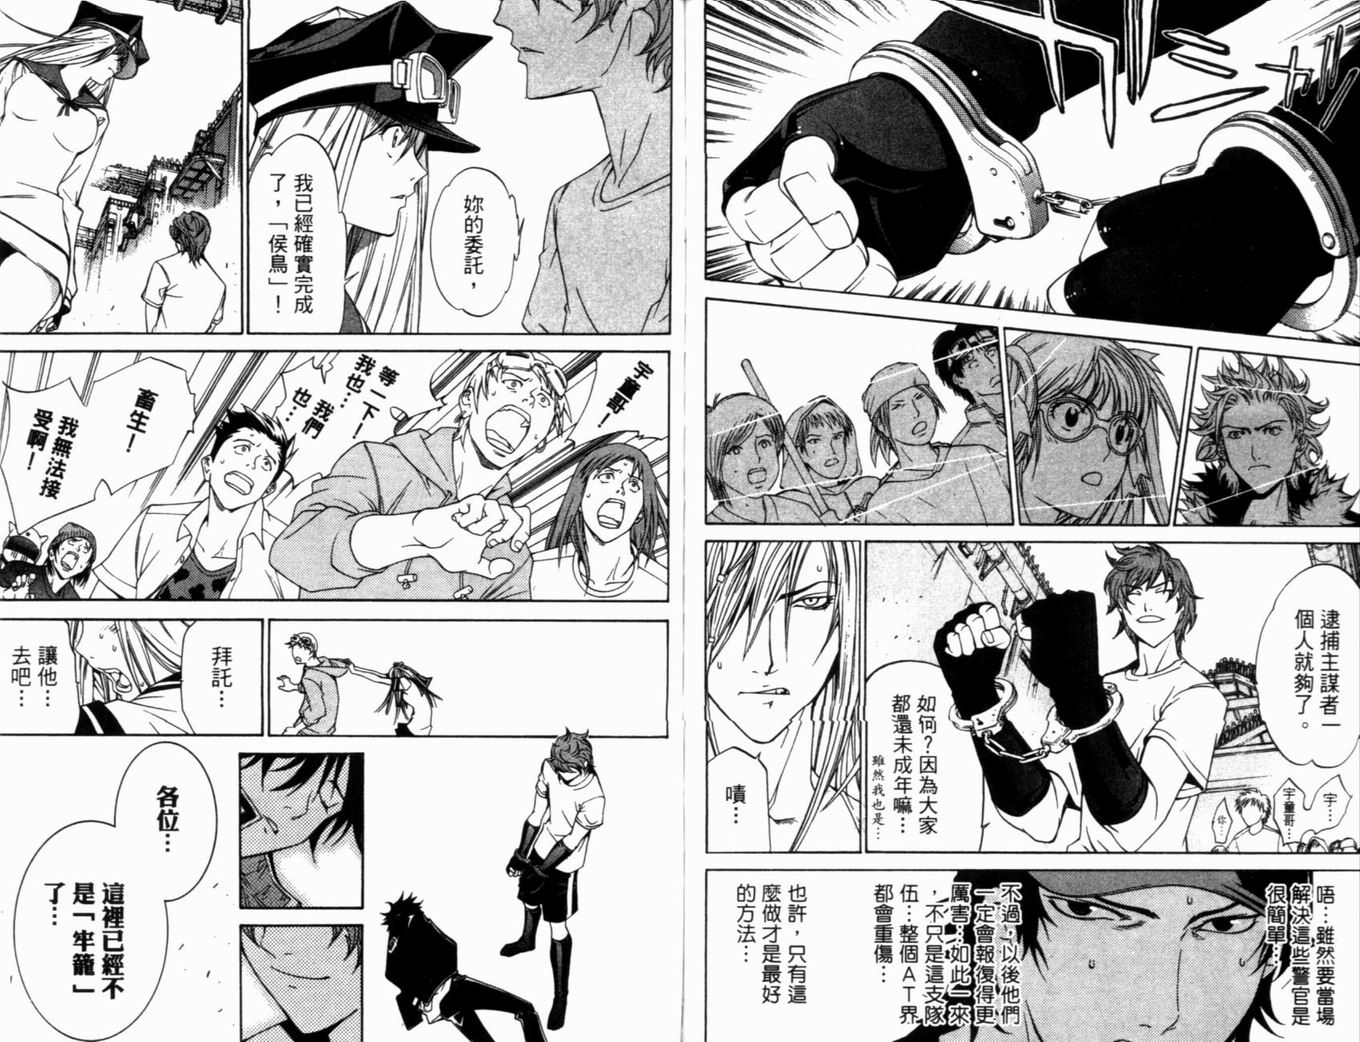 ガシャッ
逮捕主謀者一
個人就夠了。
如何?因為大家
都還未成年嘛…
雖然我也是…
宇…
宇童哥…
你…
嘖…
唔…雖然要當場
解決這些警官是
很簡單…
不過,以後他們
一定會報復得更
厲害…如此一來
,不只是這支隊
伍…整個AT界
都會重傷…
也許,只有這
麼做才是最好
的方法…
妳的委託,
我已經確實完成
了,「侯鳥」!
宇童哥!
等一下!
我也…
我們
也…
畜生!
我無法接
受啊!
拜託…
讓他…
去吧…
各位…
這裡已經不
是「牢籠」
了…